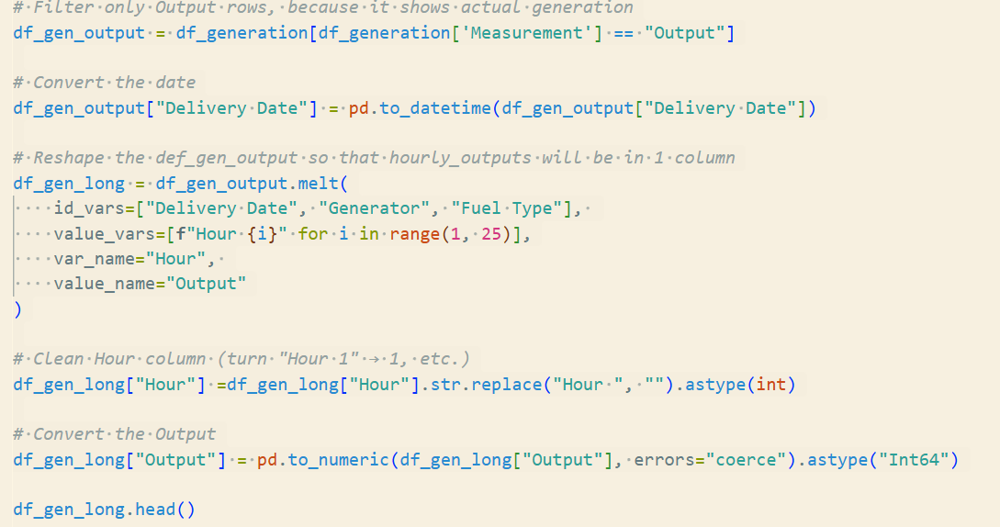 # Filter only Output rows, because it shows actual generation
df_gen_output = df_generation[df_generation['Measurement'] == "Output"]

# Convert the date
df_gen_output["Delivery Date"] = pd.to_datetime(df_gen_output["Delivery Date"])

# Reshape the def_gen_output so that hourly_outputs will be in 1 column
df_gen_long = df_gen_output.melt(
    id_vars=["Delivery Date", "Generator", "Fuel Type"],
    value_vars=[f"Hour {i}" for i in range(1, 25)],
    var_name="Hour",
    value_name="Output"
)

# Clean Hour column (turn "Hour 1" → 1, etc.)
df_gen_long["Hour"] =df_gen_long["Hour"].str.replace("Hour ", "").astype(int)

# Convert the Output
df_gen_long["Output"] = pd.to_numeric(df_gen_long["Output"], errors="coerce").astype("Int64")

df_gen_long.head()